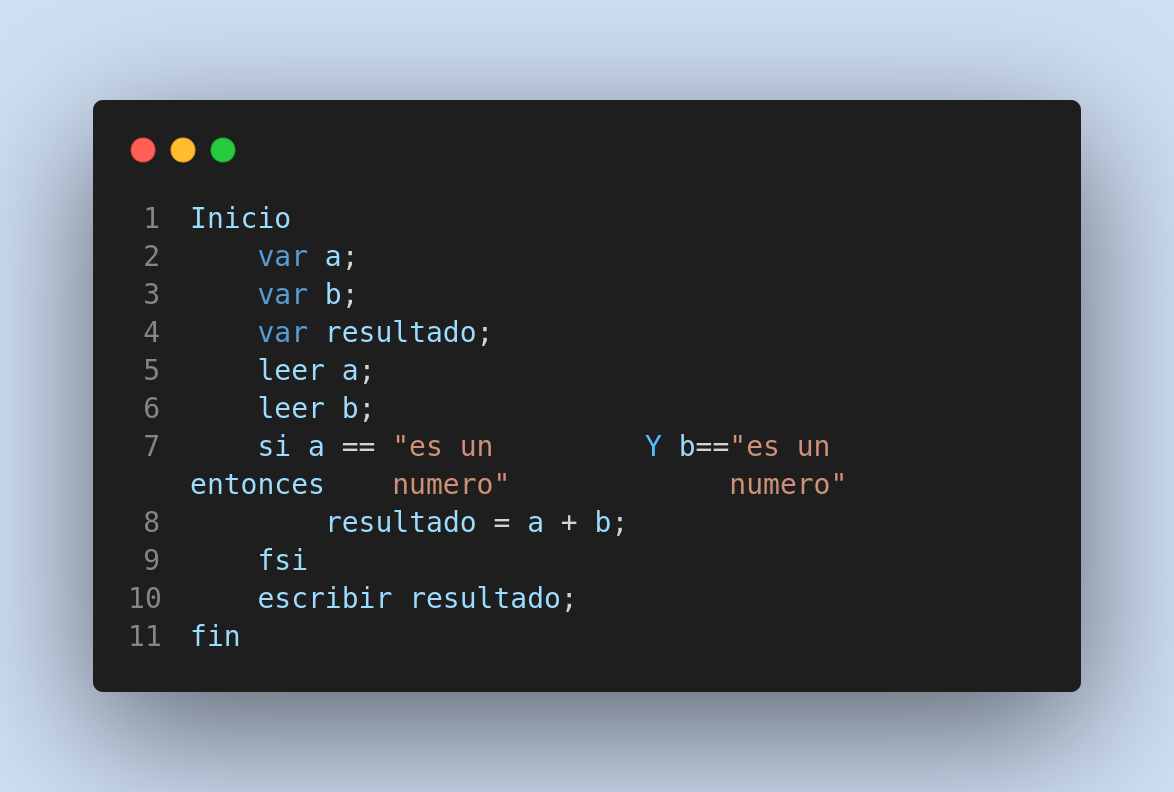 1 Inicio
2     var a;
3     var b;
4     var resultado;
5     leer a;
6     leer b;
7     si a == "es un         Y b=="es un
entonces    numero"             numero"
8         resultado = a + b;
9     fsi
10     escribir resultado;
11 fin